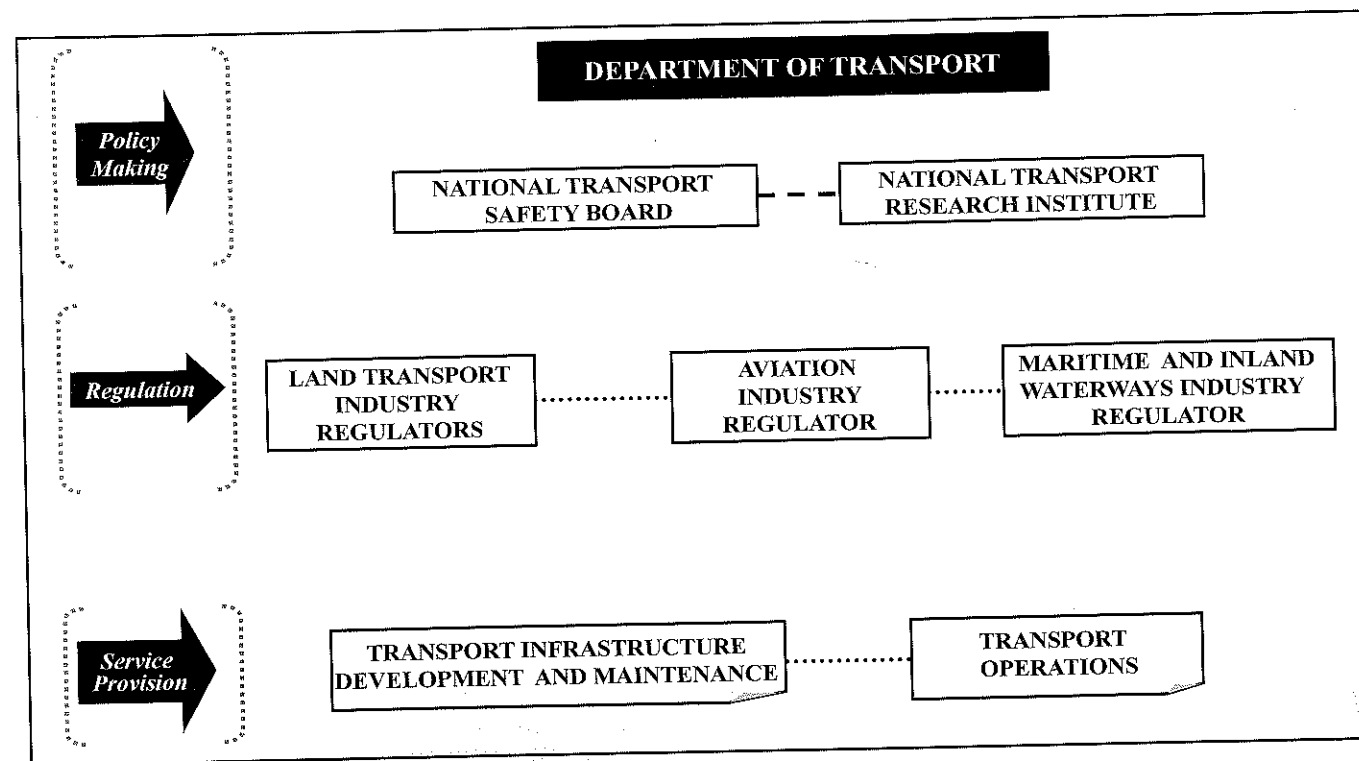 DEPARTMENT OF TRANSPORT
Policy
Making
NATIONAL TRANSPORT
SAFETY BOARD
NATIONAL TRANSPORT
RESEARCH INSTITUTE
Regulation
LAND TRANSPORT
INDUSTRY
REGULATORS
AVIATION
INDUSTRY
REGULATOR
MARITIME AND INLAND
WATERWAYS INDUSTRY
REGULATOR
Service
Provision
TRANSPORT INFRASTRUCTURE
DEVELOPMENT AND MAINTENANCE
TRANSPORT
OPERATIONS